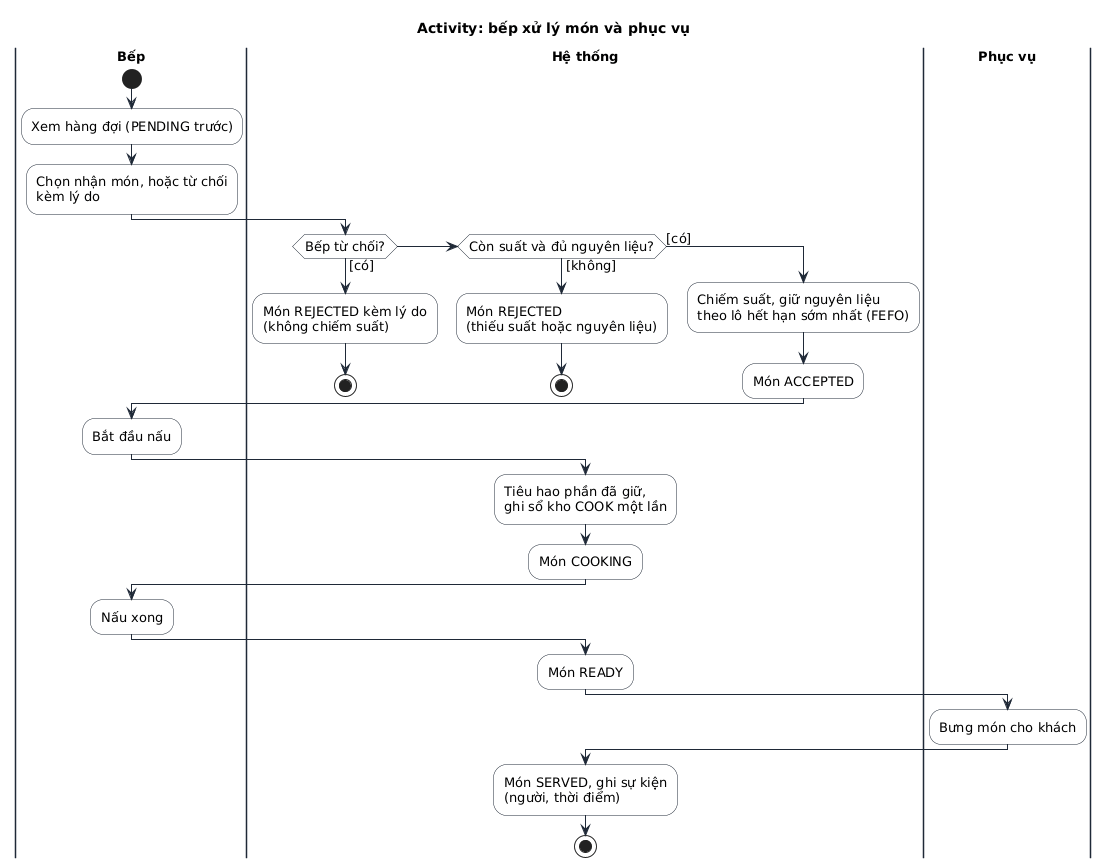 Activity: bếp xử lý món và phục vụ
Bếp
Hệ thống
Phục vụ
Xem hàng đợi (PENDING trước)
Chọn nhận món, hoặc từ chối
kèm lý do
Bếp từ chối?
[có]
Còn suất và đủ nguyên liệu?
[không]
[có]
Món REJECTED kèm lý do
(không chiếm suất)
Món REJECTED
(thiếu suất hoặc nguyên liệu)
Chiếm suất, giữ nguyên liệu
theo lô hết hạn sớm nhất (FEFO)
Món ACCEPTED
Bắt đầu nấu
Tiêu hao phần đã giữ,
ghi sổ kho COOK một lần
Món COOKING
Nấu xong
Món READY
Bưng món cho khách
Món SERVED, ghi sự kiện
(người, thời điểm)